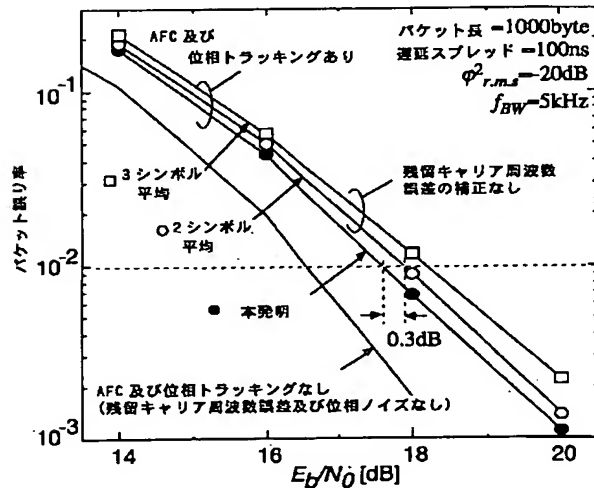 AFC 及び
位相トラッキングあり
パケット長 =1000byte
遅延スプレッド =100ns
φ²r.m.s=-20dB
fBW=5kHz
10-1
残留キャリア周波数
誤差の補正なし
□ 3 シンボル
平均
○ 2 シンボル
平均
パケット誤り率
10-2
● 本発明
0.3dB
AFC 及び位相トラッキングなし
(残留キャリア周波数誤差及び位相ノイズなし)
10-3
14 16 18 20
Eb/N0 [dB]